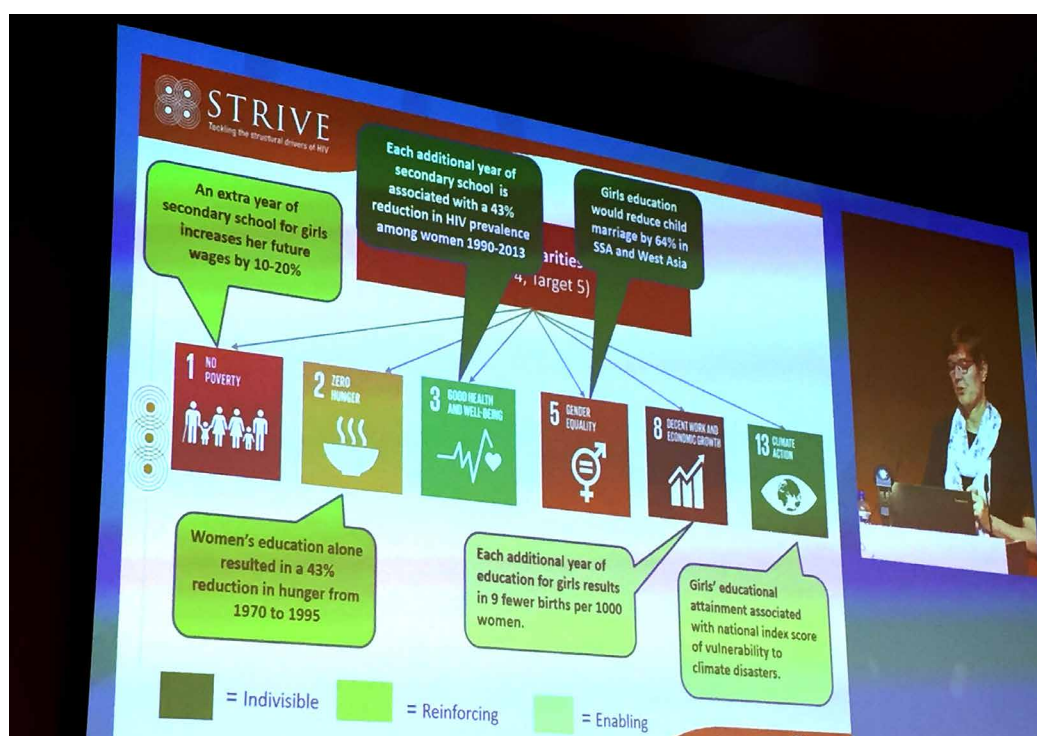 STRIVE
Tackling the structural drivers of HIV
An extra year of
secondary school for girls
increases her future
wages by 10-20%
Each additional year of
secondary school is
associated with a 43%
reduction in HIV prevalence
among women 1990-2013
Girls education
would reduce child
marriage by 64% in
SSA and West Asia
arities
4, Target 5)
1 NO
POVERTY
2 ZERO
HUNGER
3 GOOD HEALTH
AND WELL-BEING
5 GENDER
EQUALITY
8 DECENT WORK AND
ECONOMIC GROWTH
13 CLIMATE
ACTION
Women's education alone
resulted in a 43%
reduction in hunger from
1970 to 1995
Each additional year of
education for girls results
in 9 fewer births per 1000
women.
Girls' educational
attainment associated
with national index score
of vulnerability to
climate disasters.
= Indivisible
= Reinforcing
= Enabling